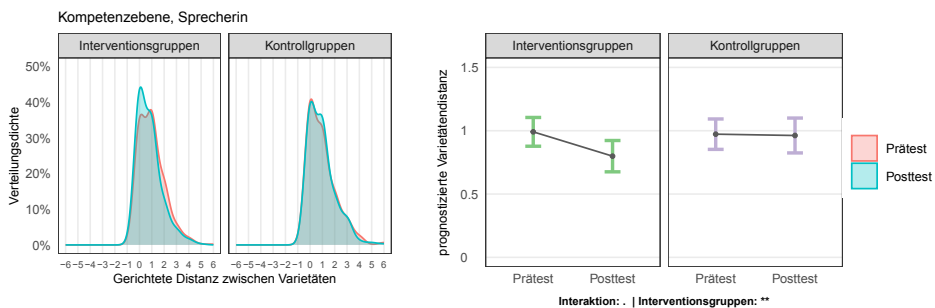 Kompetenzebene, Sprecherin
Interventionsgruppen
Kontrollgruppen
50%
40%
30%
20%
10%
0%
Verteilungsdichte
−6−5−4−3−2−1 0 1 2 3 4 5 6
−6−5−4−3−2−1 0 1 2 3 4 5 6
Gerichtete Distanz zwischen Varietäten
Interventionsgruppen
Kontrollgruppen
1.5
1
0.5
0
prognostizierte Varietätendistanz
Prätest
Posttest
Prätest
Posttest
Interaktion: . | Interventionsgruppen: **
Prätest
Posttest